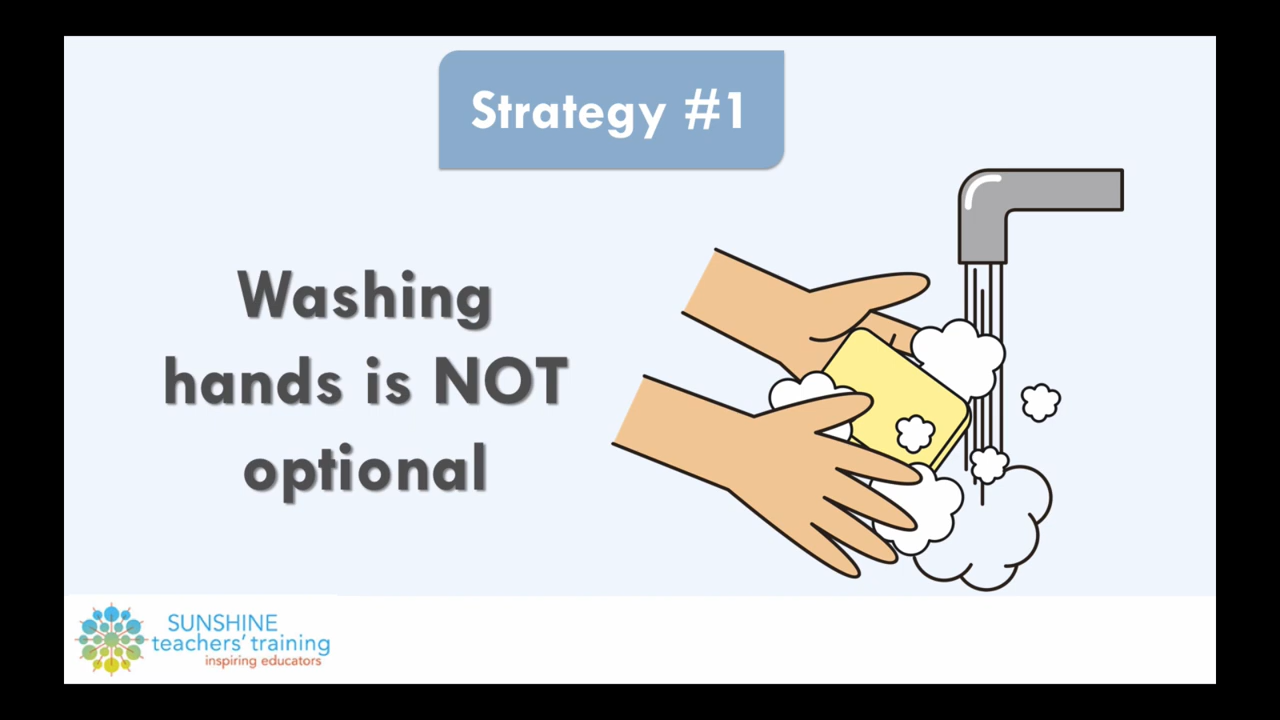 Strategy #1
Washing
hands is NOT
optional
SUNSHINE
teachers' training
inspiring educators